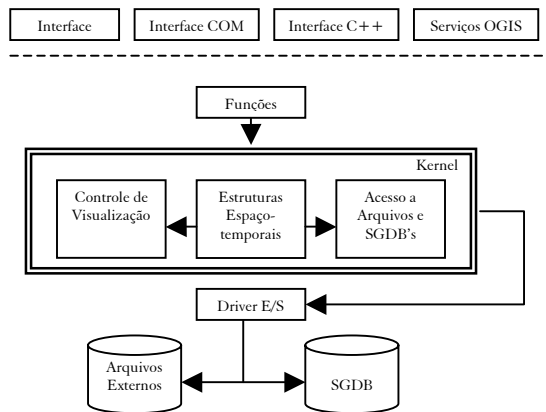 Interface
Interface COM
Interface C++
Serviços OGIS
Funções
Kernel
Controle de
Visualização
Estruturas
Espaço-
temporais
Acesso a
Arquivos e
SGDB's
Driver E/S
Arquivos
Externos
SGDB